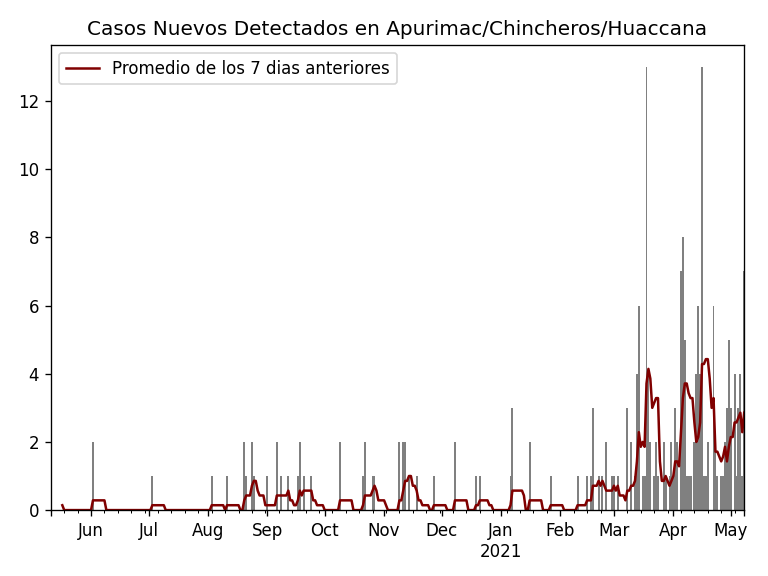 Casos Nuevos Detectados en Apurimac/Chincheros/Huaccana
Promedio de los 7 dias anteriores
12
10
8
6
4
2
0
Jun Jul Aug Sep Oct Nov Dec Jan Feb Mar Apr May
2021